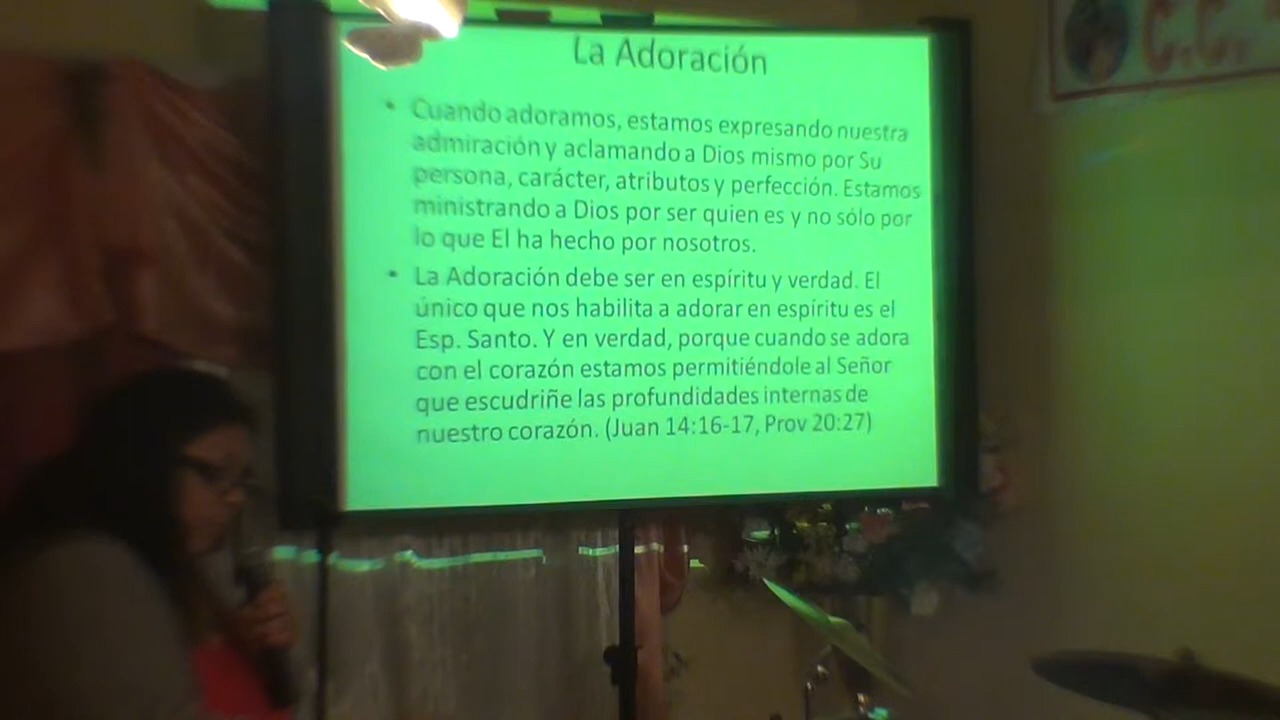 La Adoración
• Cuando adoramos, estamos expresando nuestra
admiración y aclamando a Dios mismo por Su
persona, carácter, atributos y perfección. Estamos
ministrando a Dios por ser quien es y no sólo por
lo que El ha hecho por nosotros.
• La Adoración debe ser en espíritu y verdad. El
único que nos habilita a adorar en espíritu es el
Esp. Santo. Y en verdad, porque cuando se adora
con el corazón estamos permitiéndole al Señor
que escudriñe las profundidades internas de
nuestro corazón. (Juan 14:16-17, Prov 20:27)
C.C.